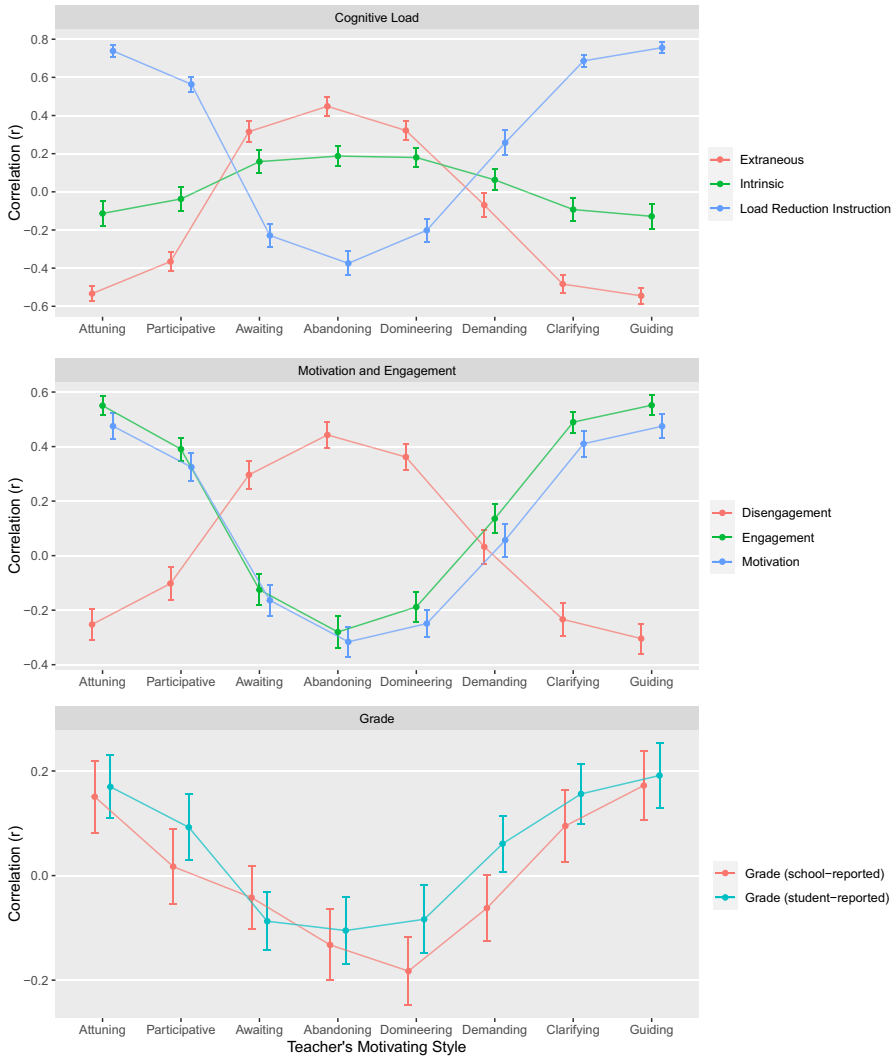 Cognitive Load
Correlation (r)
0.8
0.6
0.4
0.2
0.0
−0.2
−0.4
−0.6
Attuning Participative Awaiting Abandoning Domineering Demanding Clarifying Guiding
Extraneous
Intrinsic
Load Reduction Instruction
Motivation and Engagement
Correlation (r)
0.6
0.4
0.2
0.0
−0.2
−0.4
Attuning Participative Awaiting Abandoning Domineering Demanding Clarifying Guiding
Disengagement
Engagement
Motivation
Grade
Correlation (r)
0.2
0.0
−0.2
Attuning Participative Awaiting Abandoning Domineering Demanding Clarifying Guiding
Teacher's Motivating Style
Grade (school−reported)
Grade (student−reported)